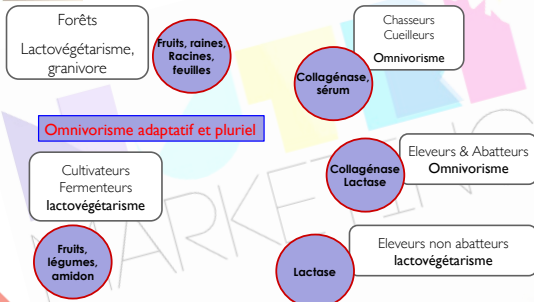 Forêts
Lactovégétarisme,
granivore
Fruits, raines,
Racines,
feuilles
Chasseurs
Cueilleurs
Omnivorisme
Collagénase,
sérum
Omnivorisme adaptatif et pluriel
Cultivateurs
Fermenteurs
lactovégétarisme
Fruits,
légumes,
amidon
Eleveurs & Abatteurs
Omnivorisme
Collagénase
Lactase
Eleveurs non abatteurs
lactovégétarisme
Lactase
MARKETING